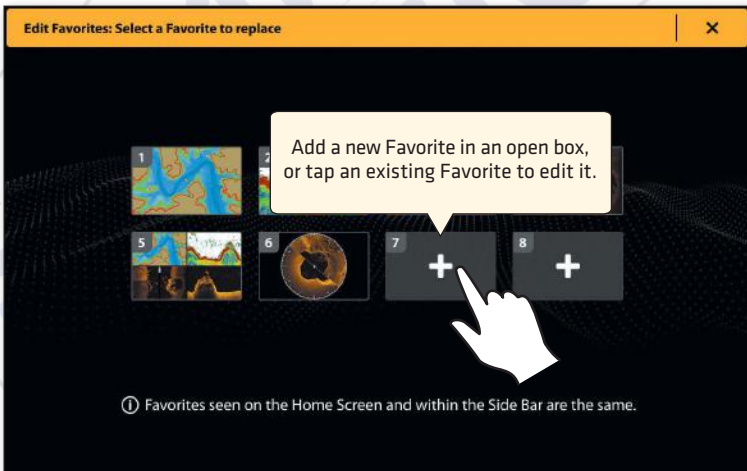 Edit Favorites: Select a Favorite to replace
Add a new Favorite in an open box,
or tap an existing Favorite to edit it.
1
2
5
6
7
8
Favorites seen on the Home Screen and within the Side Bar are the same.